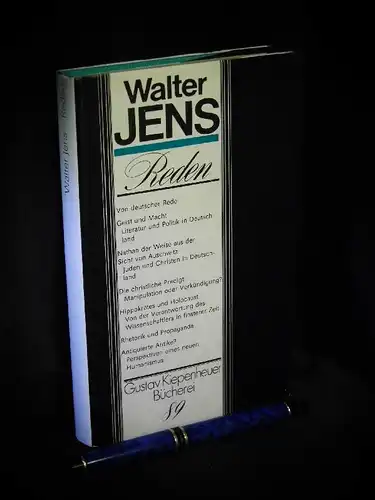 Walter
JENS
Reden
Von deutscher Rede
Geist und Macht
Literatur und Politik in Deutsch-
land
Nathan der Weise aus der
Sicht von Auschwitz
Juden und Christen in Deutsch-
land
Die christliche Predigt
Manipulation oder Verkündigung?
Hippokrates und Holocaust
Von der Verantwortung des
Wissenschaftlers in finsterer Zeit
Rhetorik und Propaganda
Antiquierte Antike?
Perspektiven eines neuen
Humanismus
Gustav Kiepenheuer
Bücherei
89
Walter Jens Reden